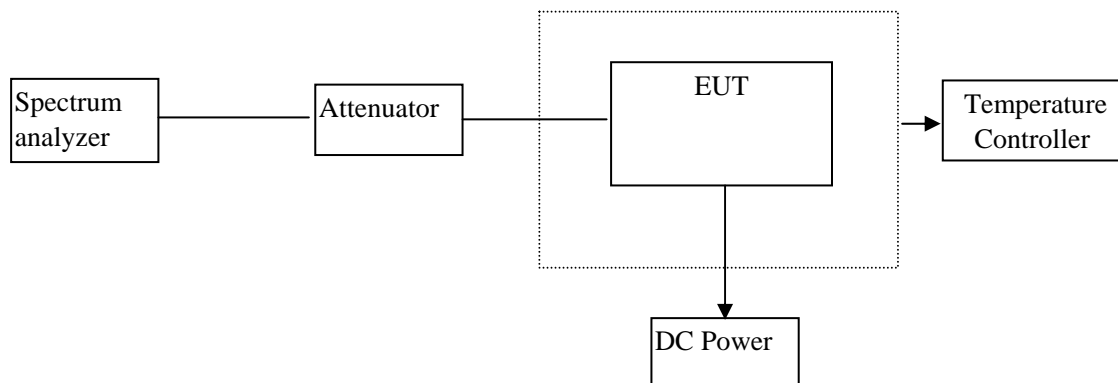 EUT
Spectrum
analyzer
Attenuator
Temperature
Controller
DC Power